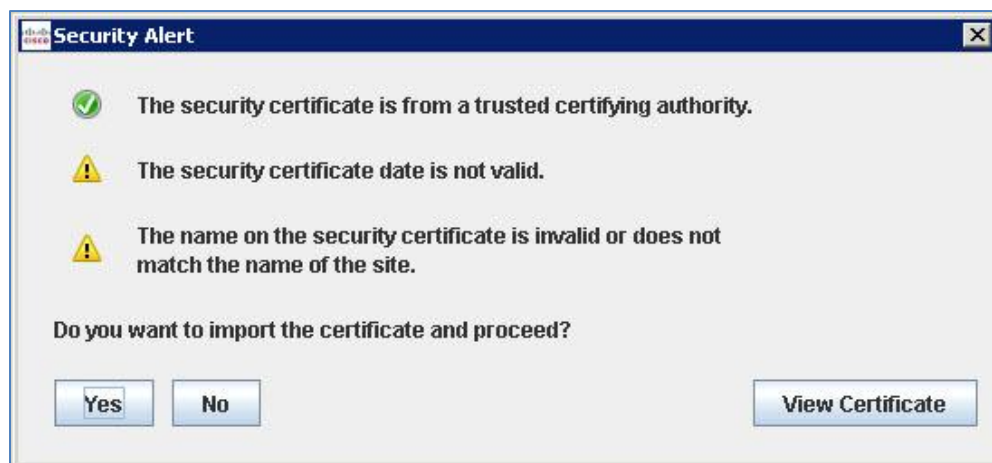 cisco Security Alert
The security certificate is from a trusted certifying authority.
The security certificate date is not valid.
The name on the security certificate is invalid or does not
match the name of the site.
Do you want to import the certificate and proceed?
Yes No View Certificate